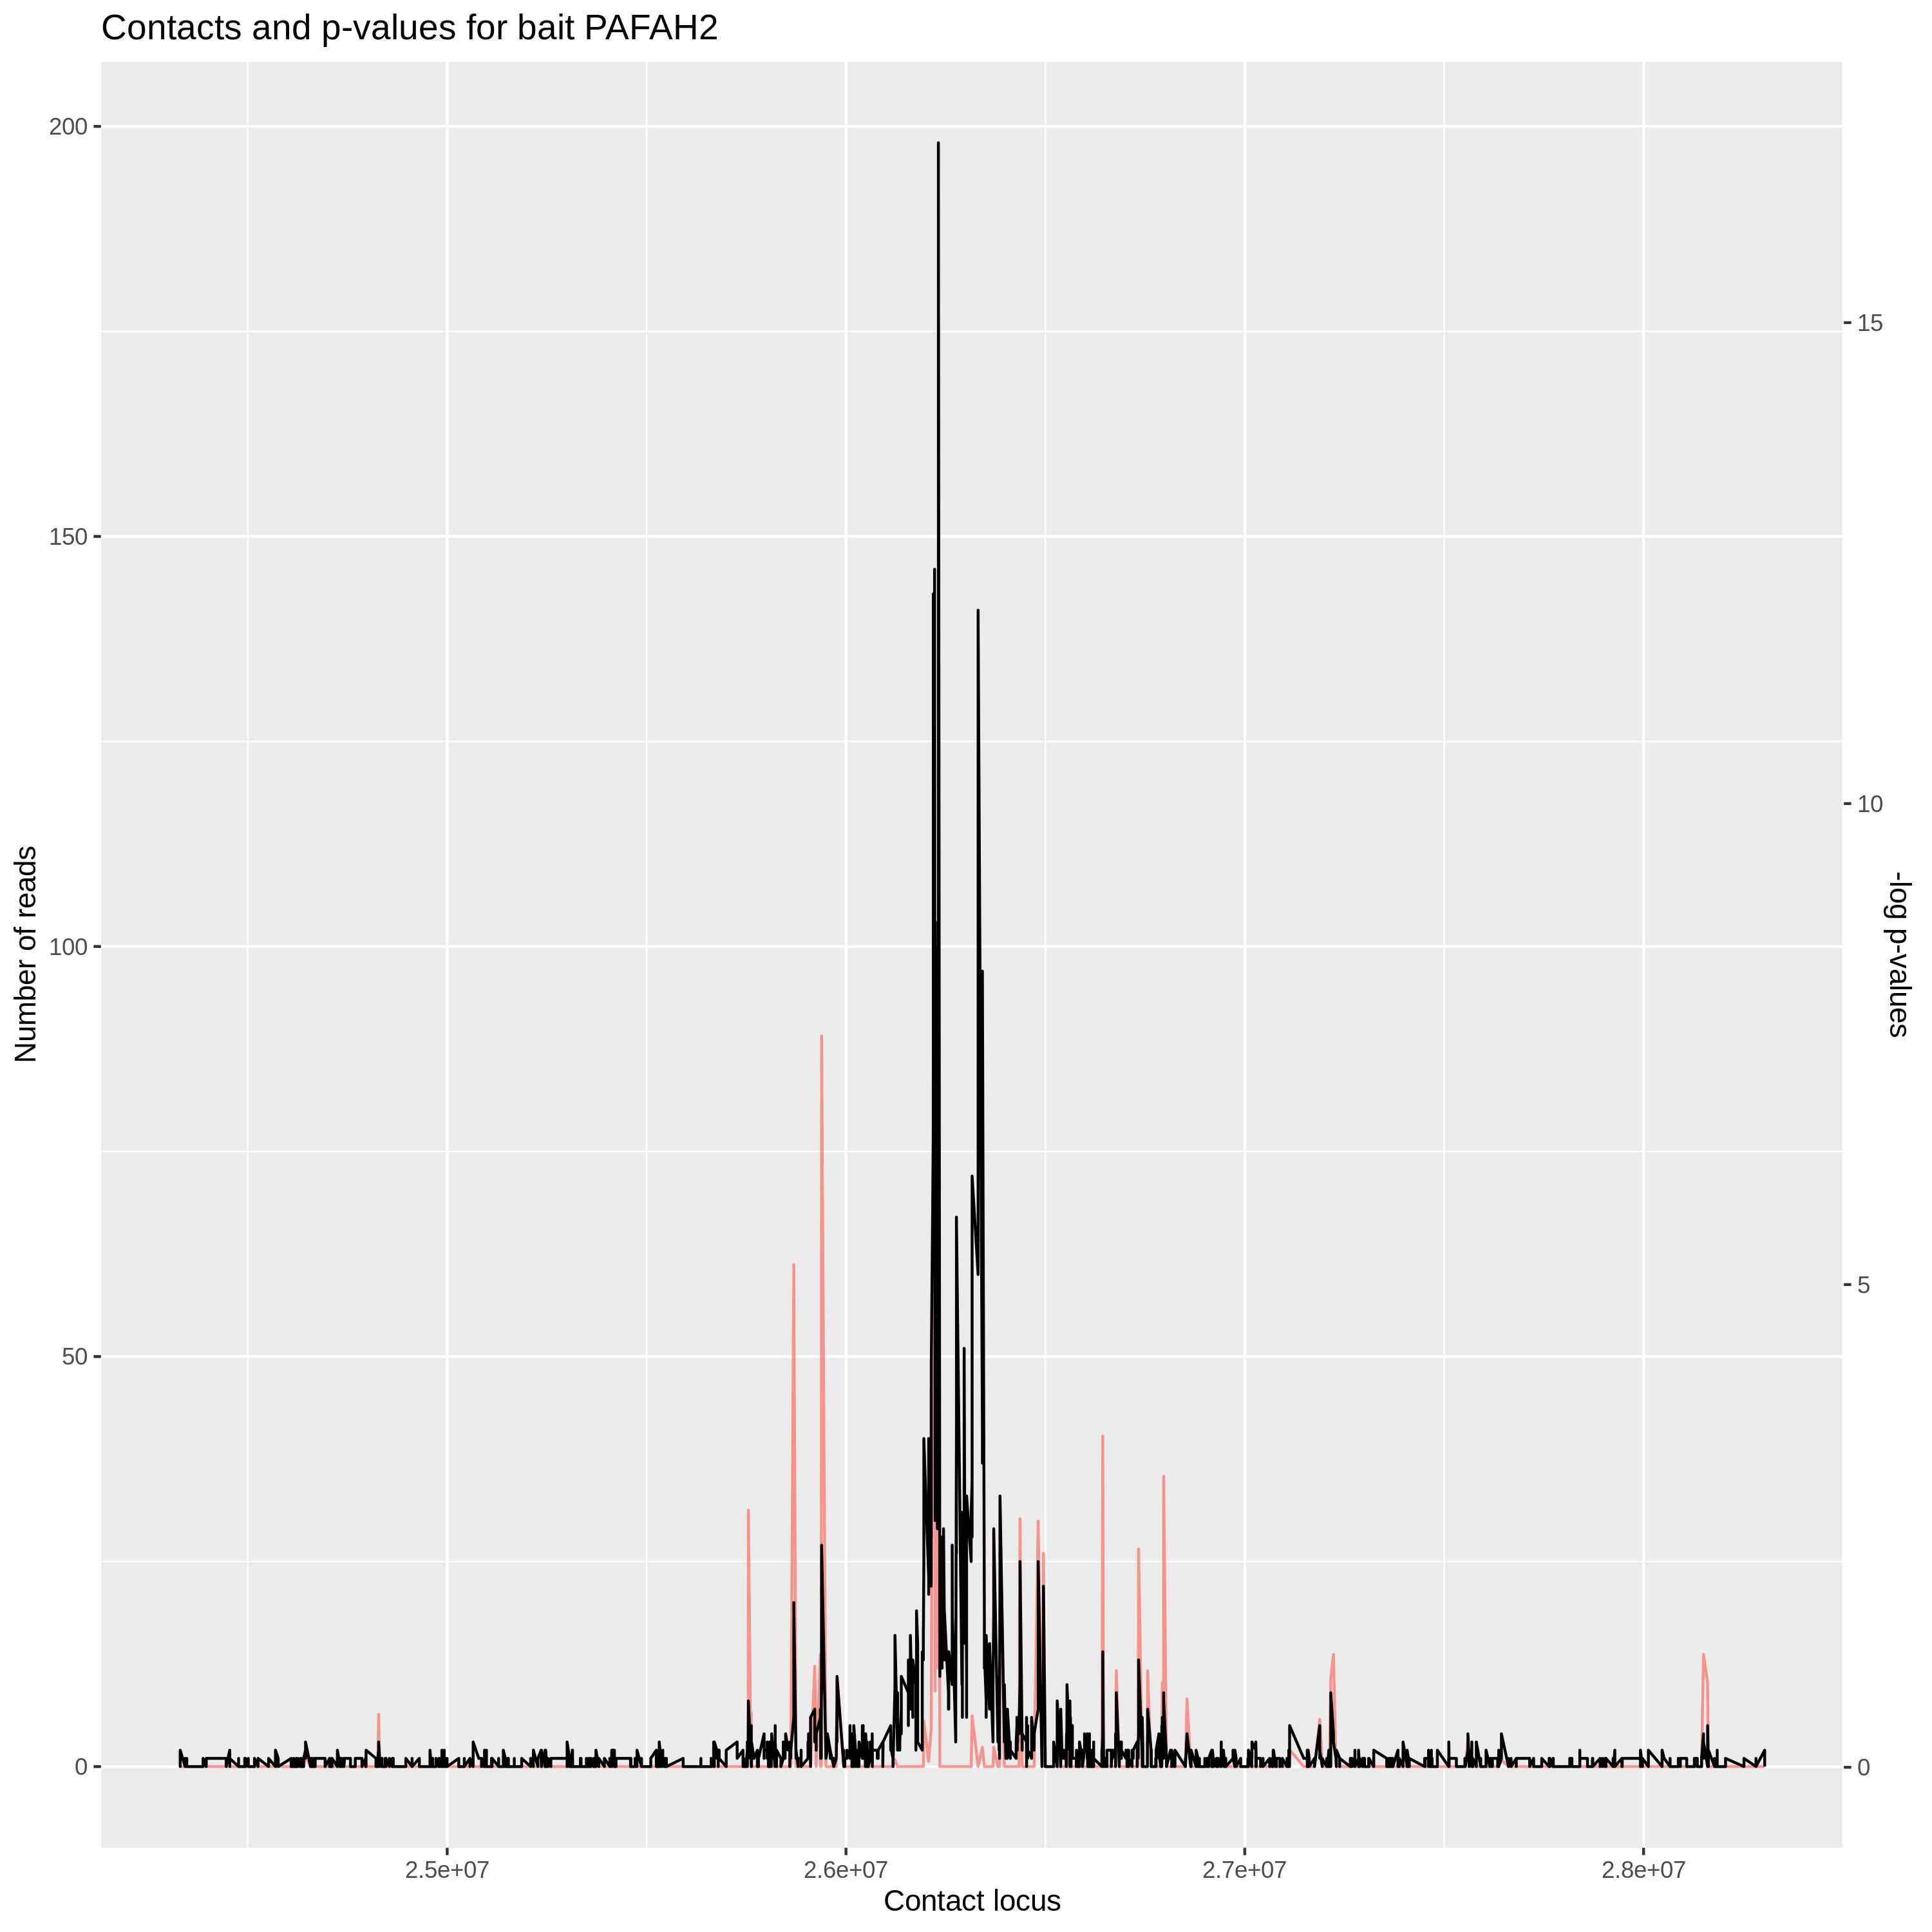 Contacts and p-values for bait PAFAH2
200
150
100
50
0
Number of reads
15
10
5
0
-log p-values
2.5e+07
2.6e+07
2.7e+07
2.8e+07
Contact locus